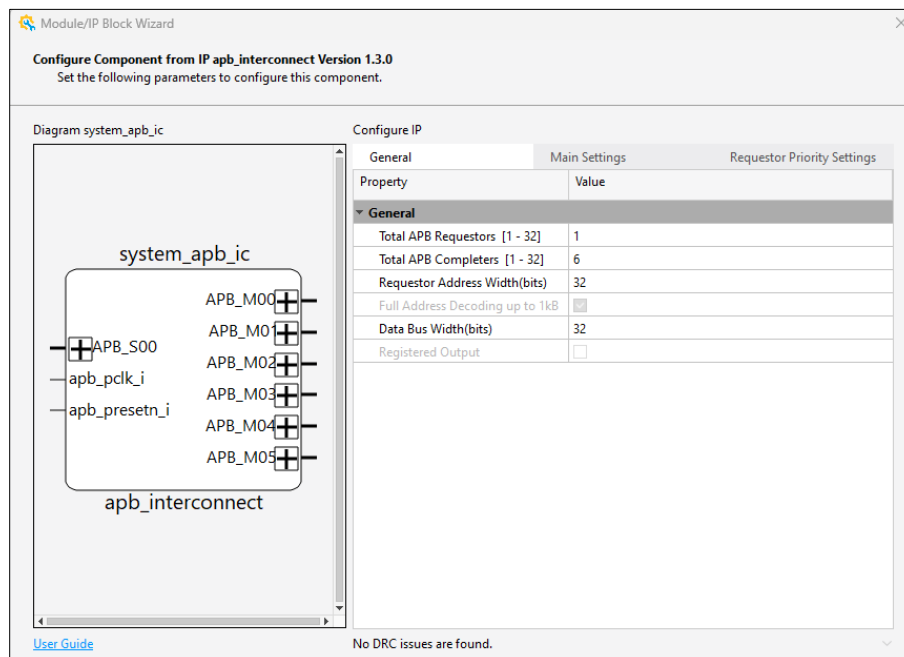 Module/IP Block Wizard
Configure Component from IP apb_interconnect Version 1.3.0
Set the following parameters to configure this component.
Diagram system_apb_ic
system_apb_ic
APB_M00
APB_M01
APB_S00
APB_M02
apb_pclk_i
APB_M03
apb_presetn_i
APB_M04
APB_M05
apb_interconnect
User Guide
Configure IP
General Main Settings Requestor Priority Settings
Property Value
General
Total APB Requestors [1 - 32] 1
Total APB Completers [1 - 32] 6
Requestor Address Width(bits) 32
Full Address Decoding up to 1kB
Data Bus Width(bits) 32
Registered Output
No DRC issues are found.